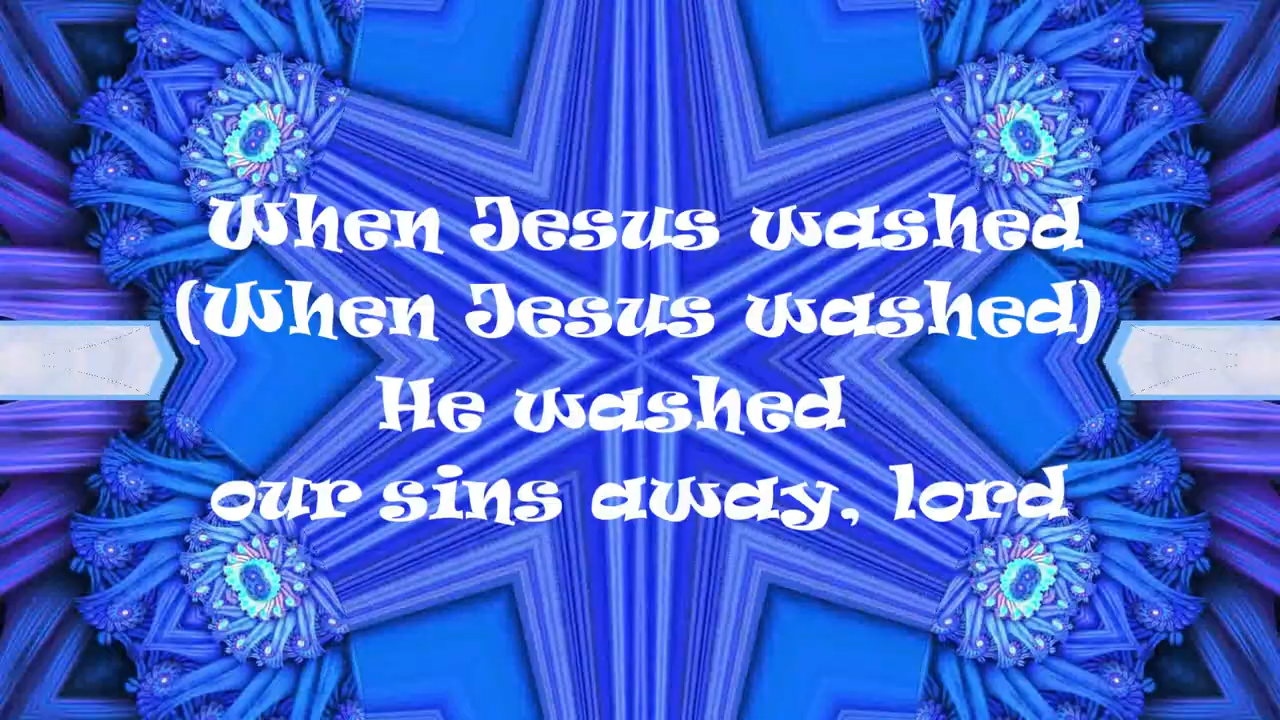 When Jesus washed
(When Jesus washed)
He washed
our sins away, lord